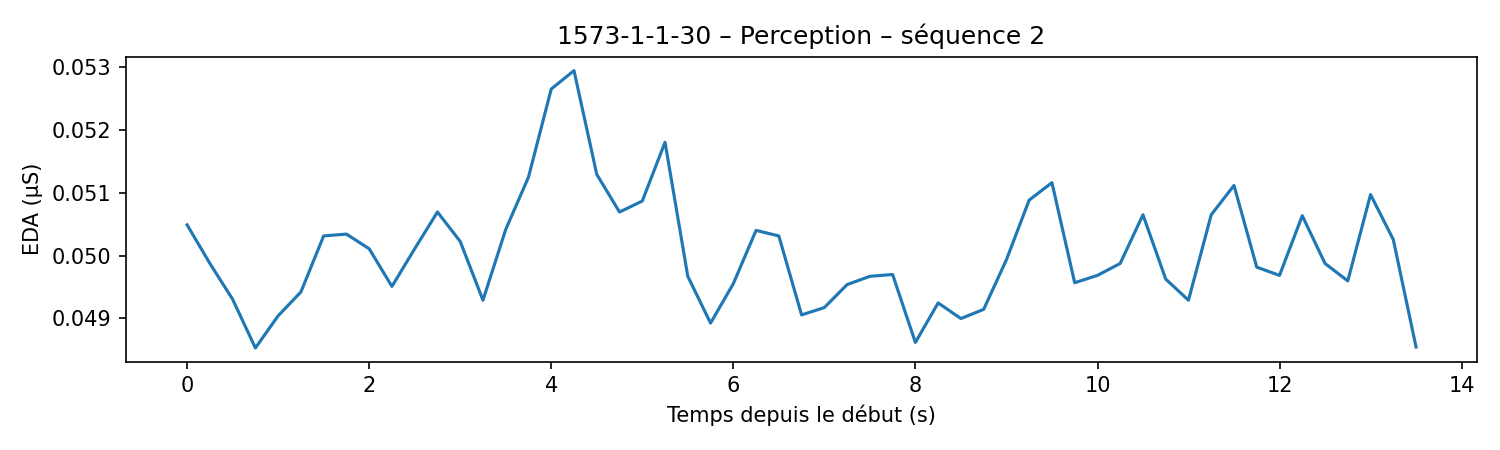 1573-1-1-30 – Perception – séquence 2
EDA (µS)
0.053
0.052
0.051
0.050
0.049
0 2 4 6 8 10 12 14
Temps depuis le début (s)